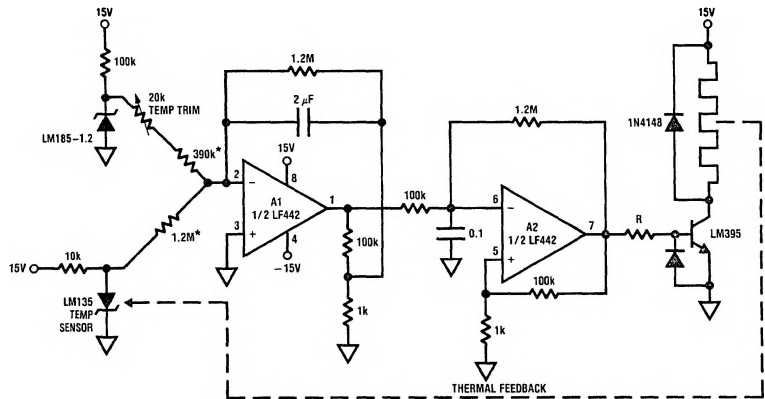 15V
100k
20k
TEMP TRIM
LM185-1.2
390k*
1.2M*
15V
10k
LM135
TEMP
SENSOR
1.2M
2 μF
15V
2
8
−
A1
1/2 LF442
1
3
+
4
−15V
100k
1k
100k
0.1
1.2M
6
−
A2
1/2 LF442
7
5
+
100k
1k
R
15V
1N4148
LM395
THERMAL FEEDBACK